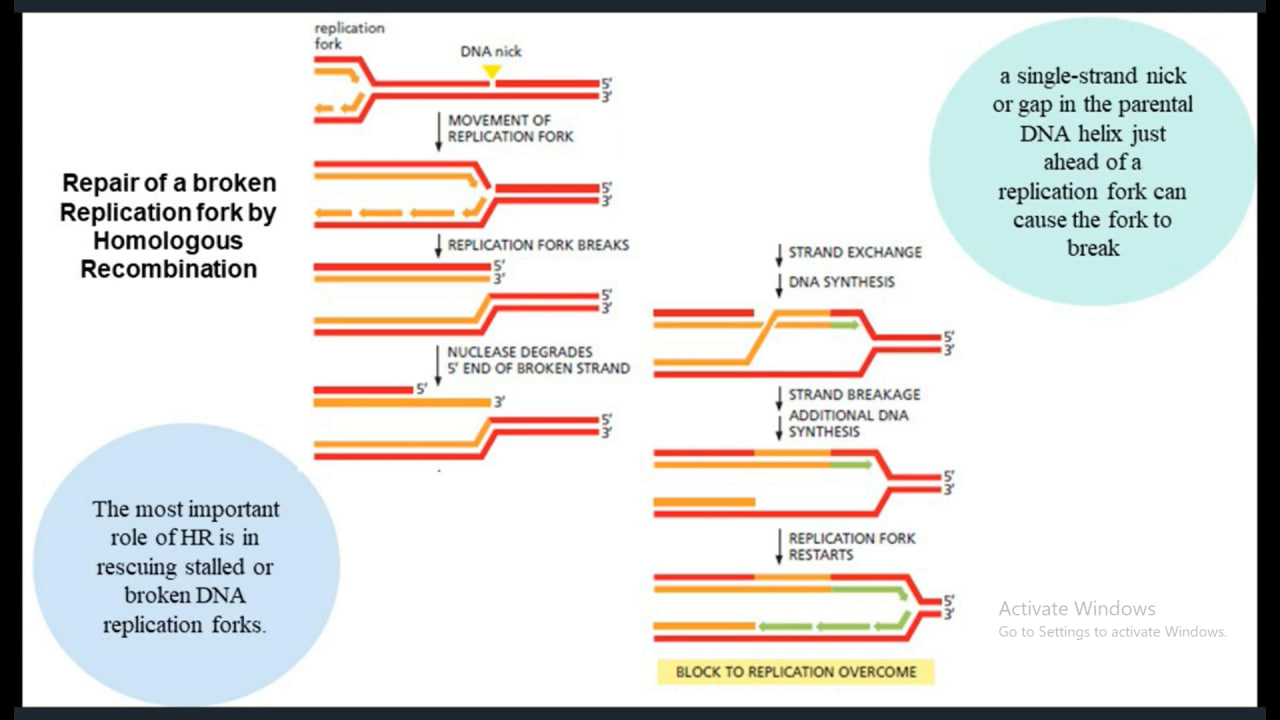 replication
fork
DNA nick
5'
3'
MOVEMENT OF
REPLICATION FORK
5'
3'
REPLICATION FORK BREAKS
5'
3'
5'
3'
NUCLEASE DEGRADES
5' END OF BROKEN STRAND
5'
3'
5'
3'
Repair of a broken
Replication fork by
Homologous
Recombination
The most important
role of HR is in
rescuing stalled or
broken DNA
replication forks.
STRAND EXCHANGE
DNA SYNTHESIS
5'
3'
STRAND BREAKAGE
ADDITIONAL DNA
SYNTHESIS
5'
3'
REPLICATION FORK
RESTARTS
5'
3'
BLOCK TO REPLICATION OVERCOME
a single-strand nick
or gap in the parental
DNA helix just
ahead of a
replication fork can
cause the fork to
break
Activate Windows
Go to Settings to activate Windows.